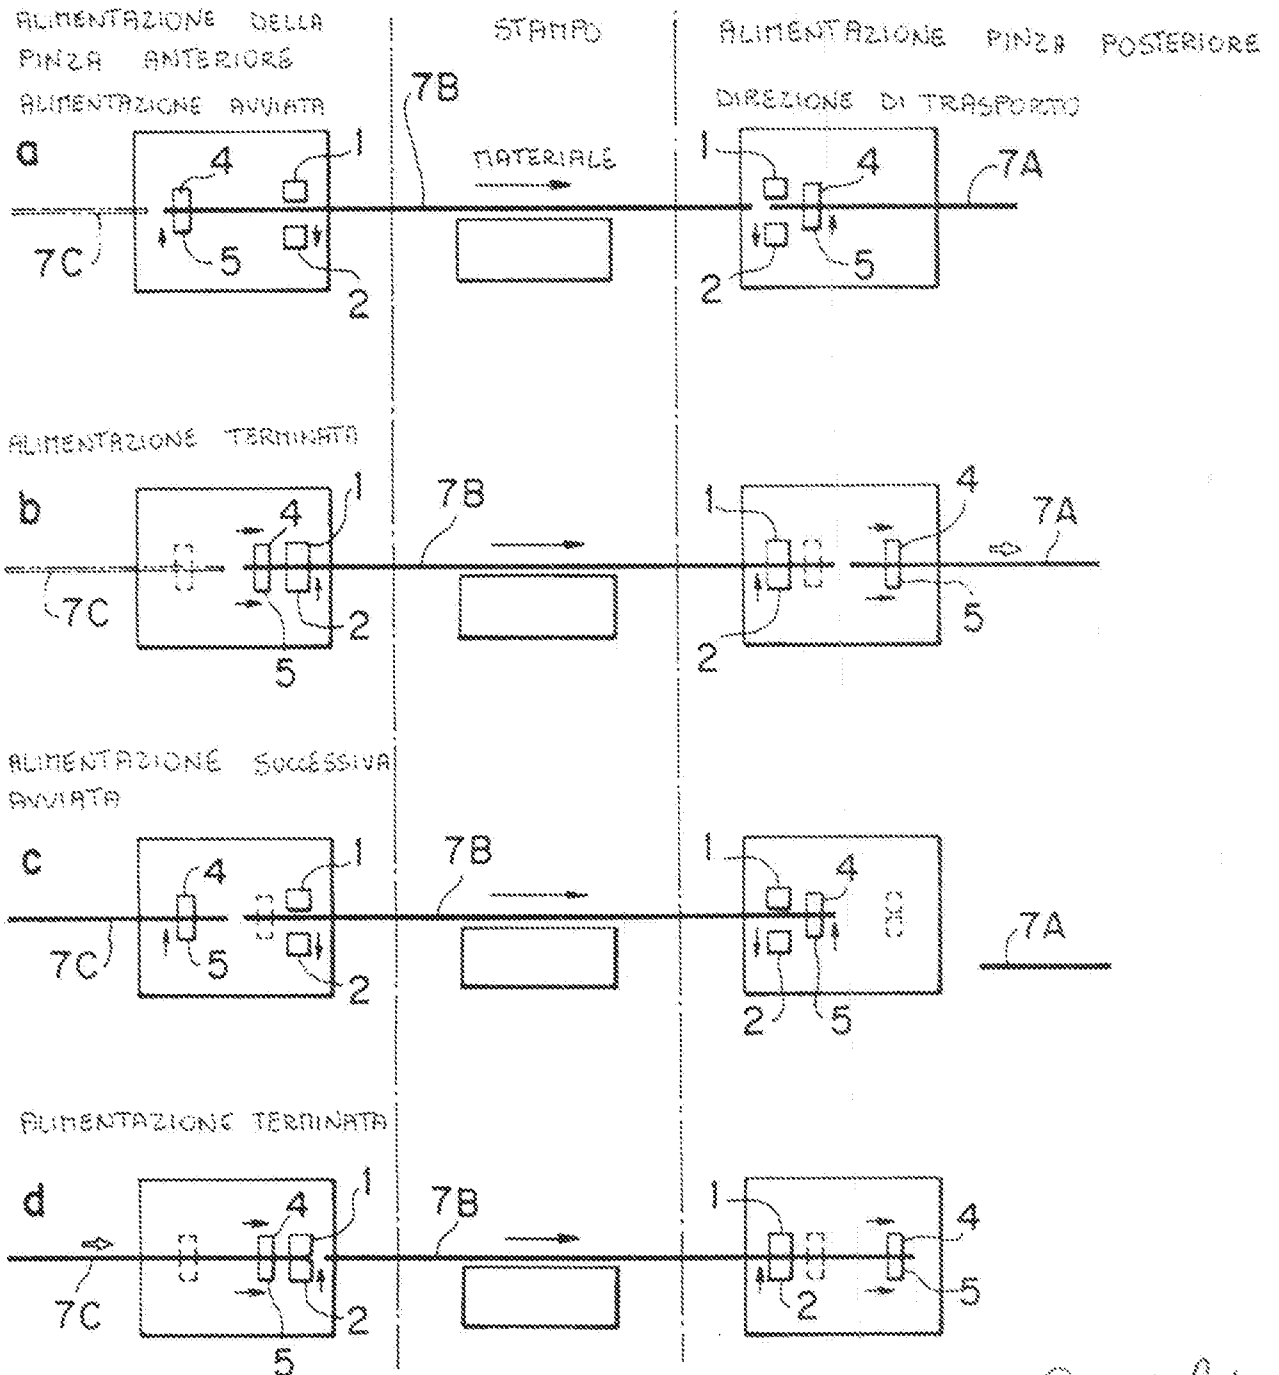 ALIMENTAZIONE DELLA
PINZA ANTERIORE
ALIMENTAZIONE AVVIATA
STAMPO
ALIMENTAZIONE PINZA POSTERIORE
DIREZIONE DI TRASPORTO
a
4
1
7B
MATERIALE
1
4
7A
7C
5
2
2
5
ALIMENTAZIONE TERMINATA
b
4
1
7B
1
4
7A
7C
5
2
2
5
ALIMENTAZIONE SUCCESSIVA
AVVIATA
c
4
1
7B
1
4
7A
7C
5
2
2
5
ALIMENTAZIONE TERMINATA
d
4
1
7B
1
4
7C
5
2
2
5